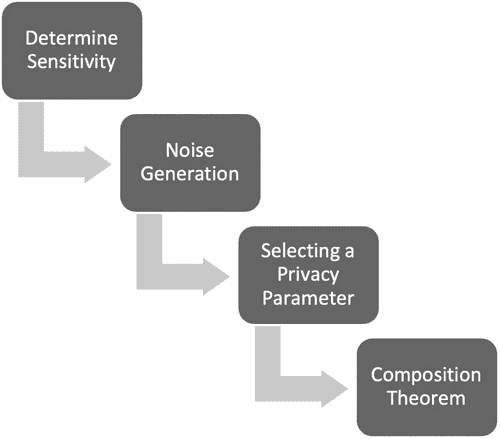 Determine
Sensitivity
Noise
Generation
Selecting a
Privacy
Parameter
Composition
Theorem